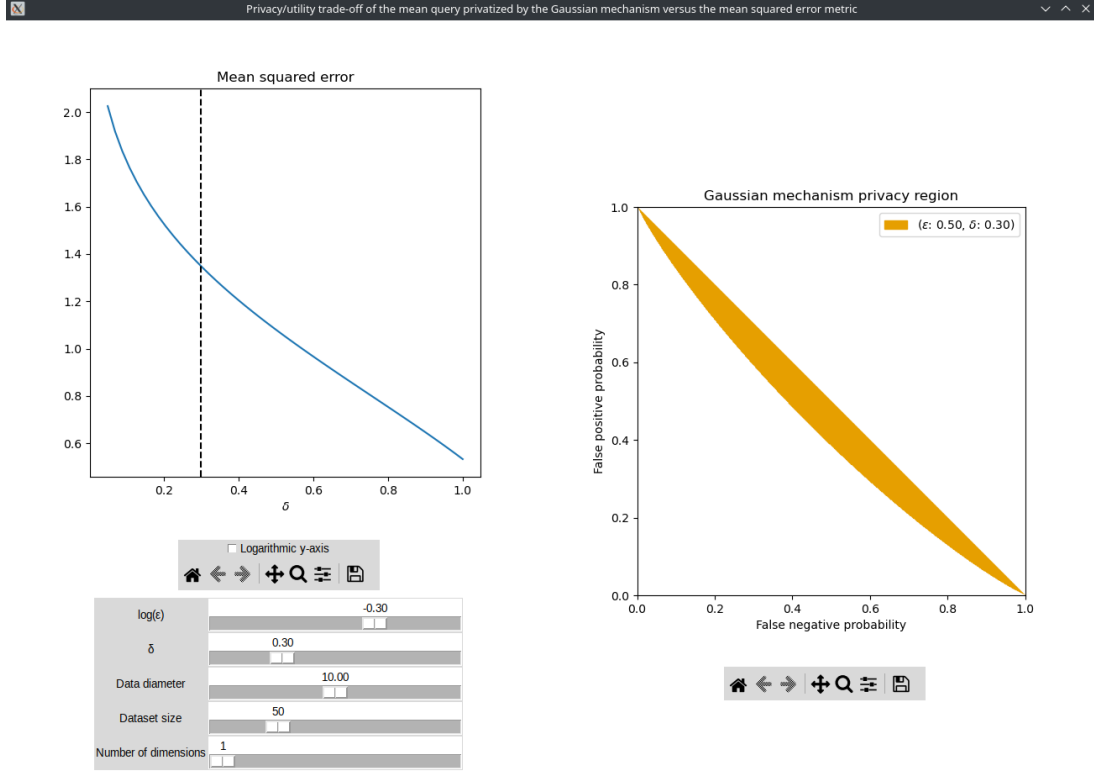 Privacy/utility trade-off of the mean query privatized by the Gaussian mechanism versus the mean squared error metric
Mean squared error
2.0
1.8
1.6
1.4
1.2
1.0
0.8
0.6
0.2
0.4
0.6
0.8
1.0
δ
Logarithmic y-axis
log(ε)
-0.30
δ
0.30
Data diameter
10.00
Dataset size
50
Number of dimensions
1
Gaussian mechanism privacy region
(ε: 0.50, δ: 0.30)
False positive probability
1.0
0.8
0.6
0.4
0.2
0.0
0.0
0.2
0.4
0.6
0.8
1.0
False negative probability